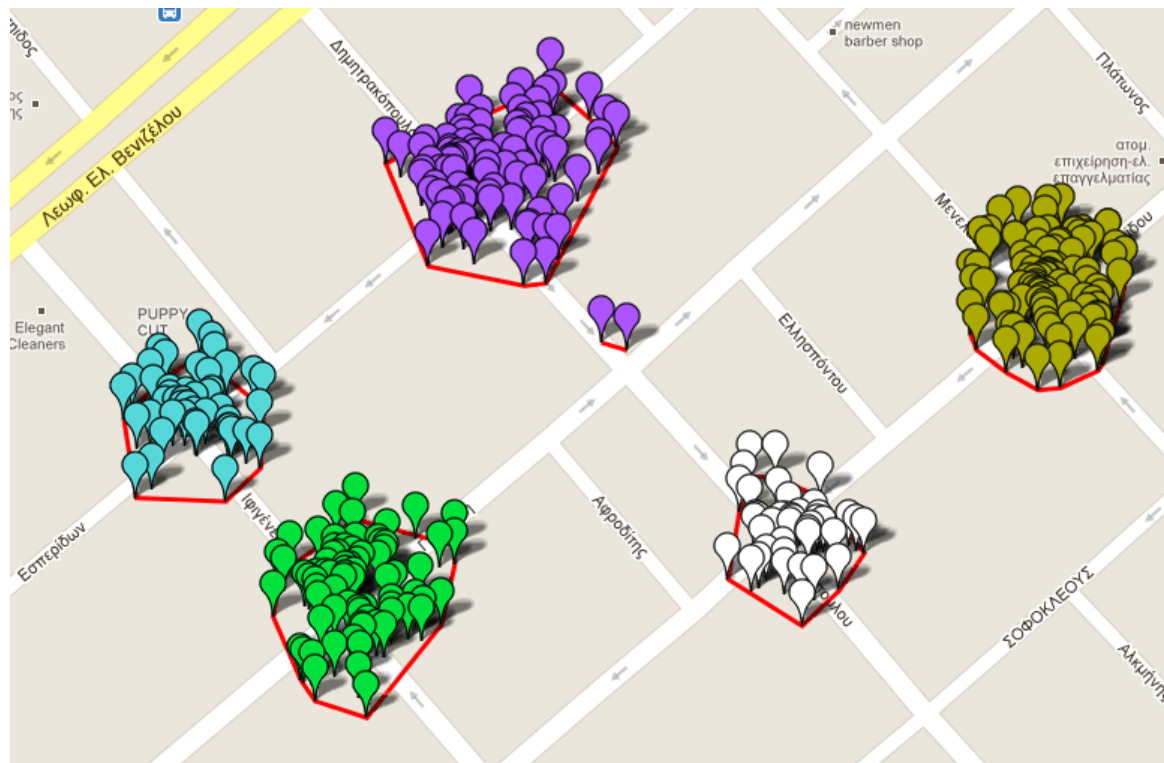 newmen
barber shop
Πλάτωνος
Λεωφ. Ελ. Βενιζέλου
ατομ.
επιχείρηση-ελ.
επαγγελματίας
PUPPY
CUT
Elegant
Cleaners
Ελλησπόντου
Αφροδίτης
Εσπερίδων
ΣΟΦΟΚΛΕΟΥΣ
Αλκμήνης